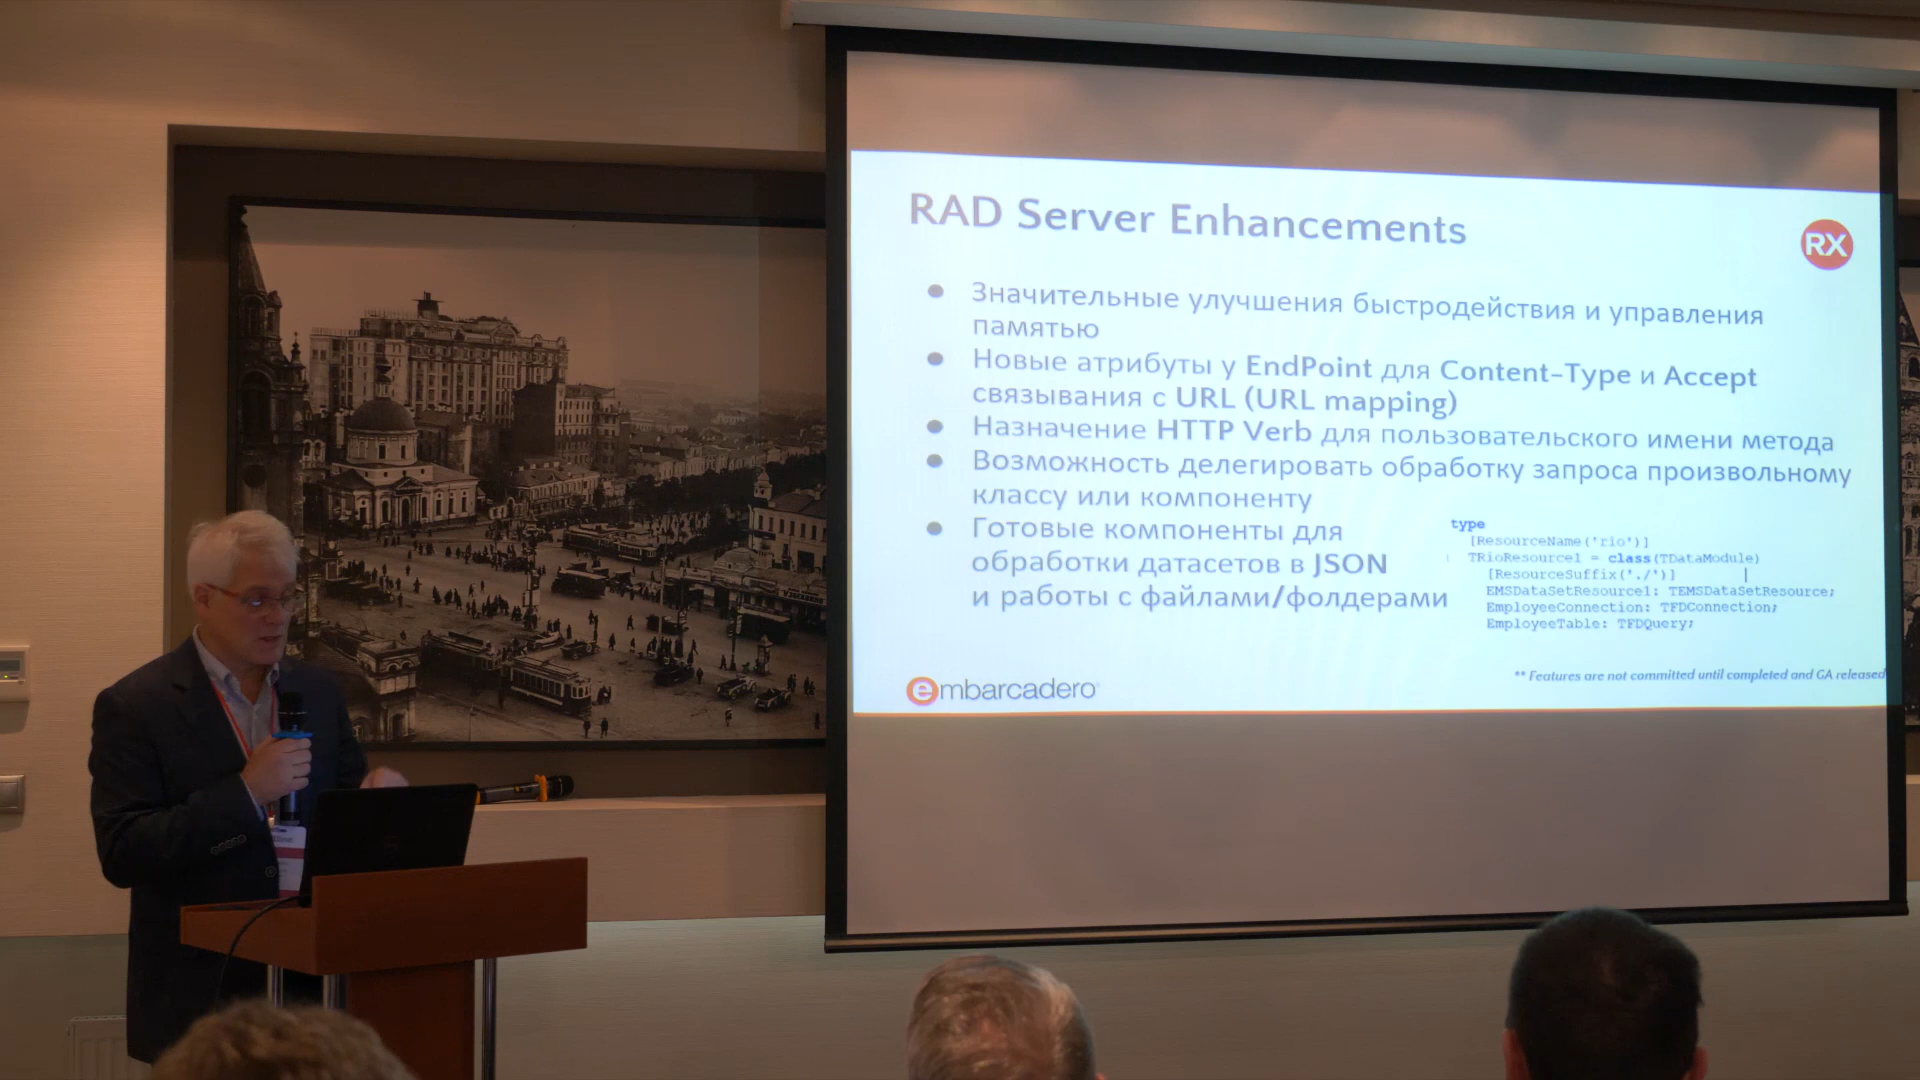 RAD Server Enhancements
RX
Значительные улучшения быстродействия и управления
памятью
Новые атрибуты у EndPoint для Content-Type и Accept
связывания с URL (URL mapping)
Назначение HTTP Verb для пользовательского имени метода
Возможность делегировать обработку запроса произвольному
классу или компоненту
Готовые компоненты для
обработки датасетов в JSON
и работы с файлами/фолдерами
type
[ResourceName('rio')]
TRioResource1 = class(TDataModule)
[ResourceSuffix('./')]
EMSDataSetResource1: TEMSDataSetResource;
EmployeeConnection: TFDConnection;
EmployeeTable: TFDQuery;
** Features are not committed until completed and GA released
embarcadero